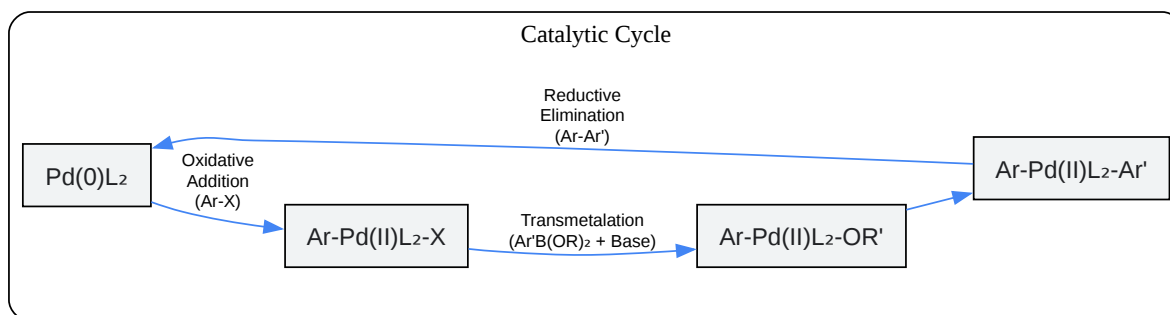 Catalytic Cycle
Reductive
Elimination
(Ar-Ar')
Pd(0)L₂
Oxidative
Addition
(Ar-X)
Ar-Pd(II)L₂-X
Transmetalation
(Ar'B(OR)₂ + Base)
Ar-Pd(II)L₂-OR'
Ar-Pd(II)L₂-Ar'